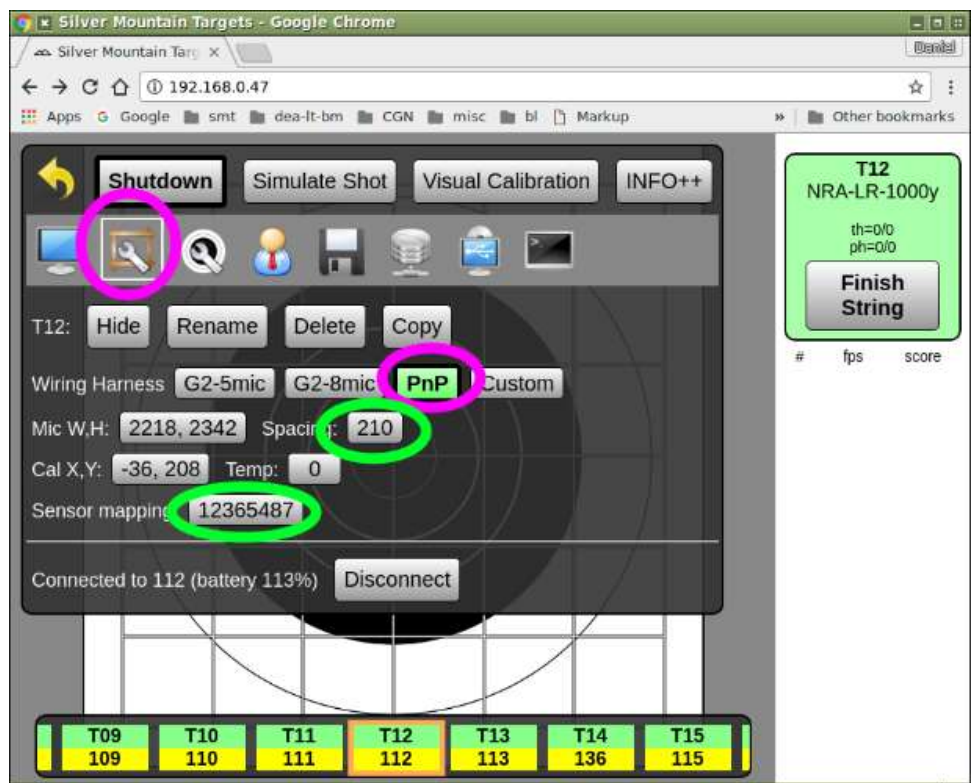 Silver Mountain Targets - Google Chrome
Silver Mountain Targ
Daniel
192.168.0.47
Apps G Google smt dea-lt-bm CGN misc bl Markup » Other bookmarks
Shutdown Simulate Shot Visual Calibration INFO++
T12: Hide Rename Delete Copy
Wiring Harness G2-5mic G2-8mic PnP Custom
Mic W,H: 2218, 2342 Spacing: 210
Cal X,Y: -36, 208 Temp: 0
Sensor mapping: 12365487
Connected to 112 (battery 113%) Disconnect
T12
NRA-LR-1000y
th=0/0
ph=0/0
Finish
String
# fps score
T09 T10 T11 T12 T13 T14 T15
109 110 111 112 113 136 115